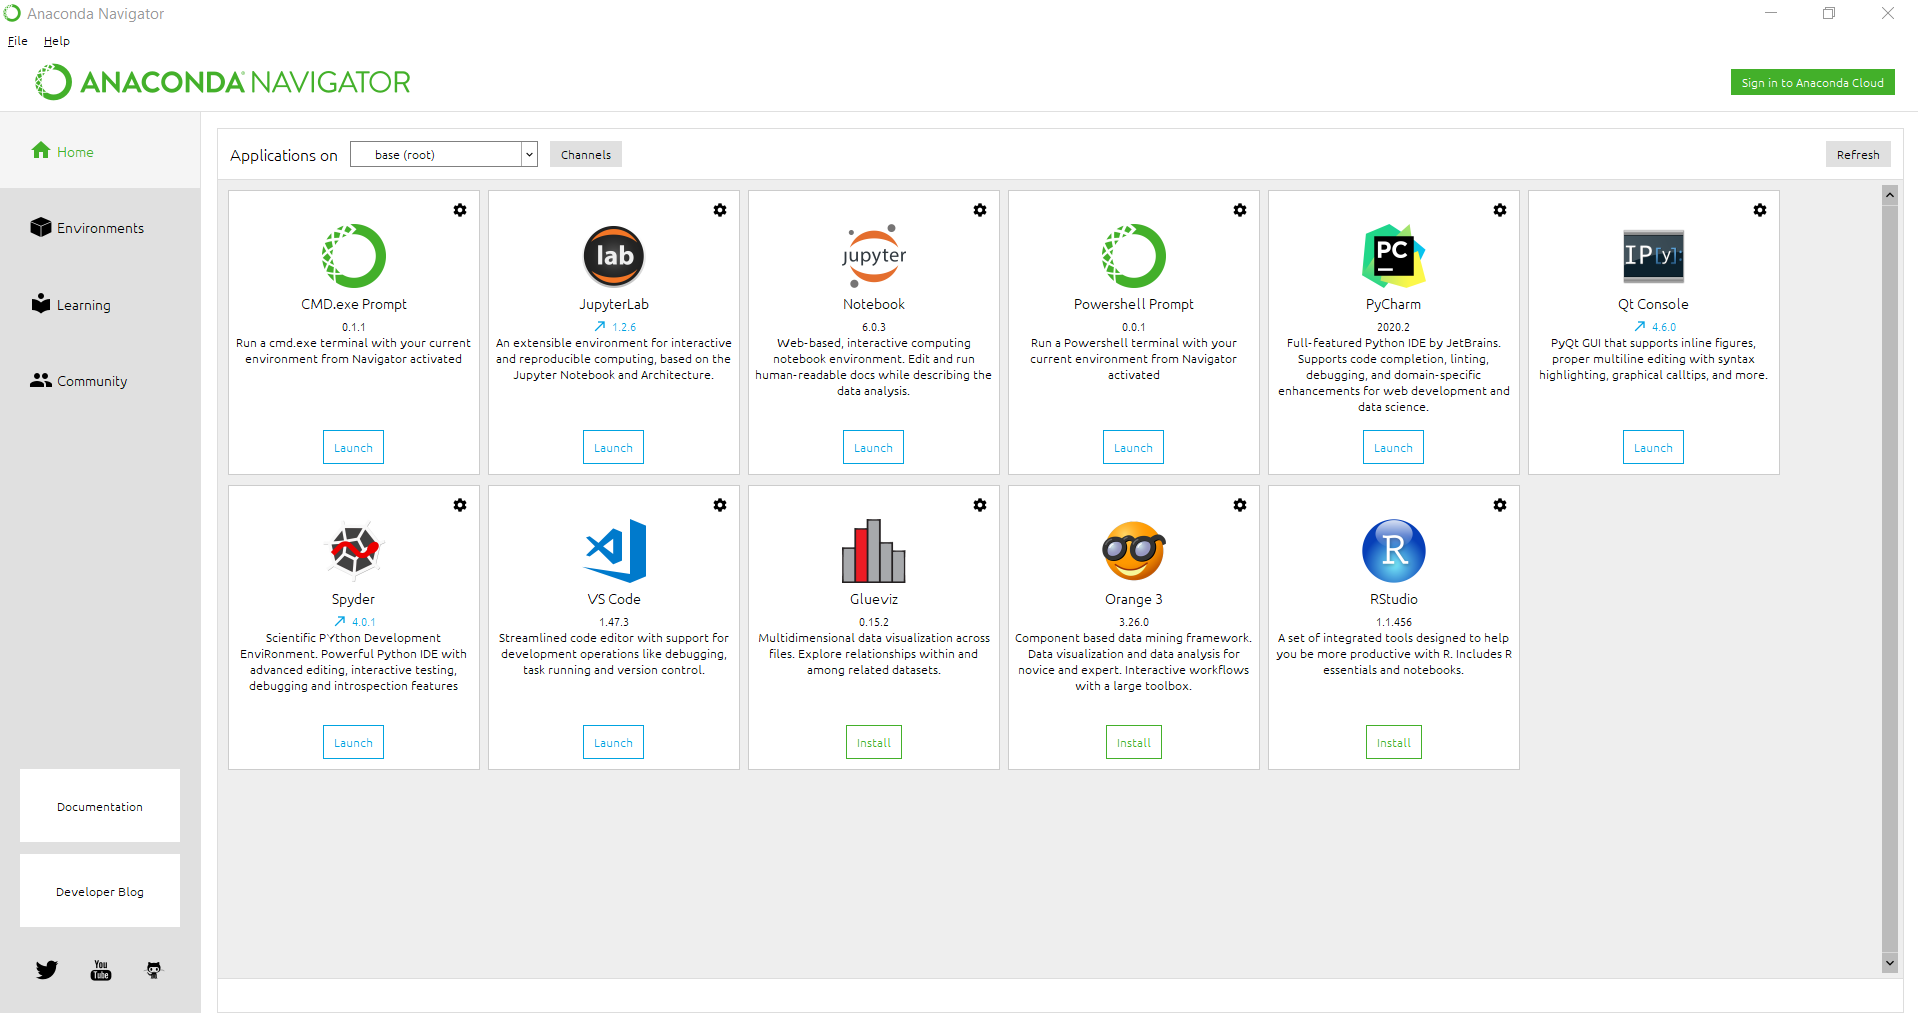 Anaconda Navigator
File Help
ANACONDA NAVIGATOR
Sign in to Anaconda Cloud
Home
Environments
Learning
Community
Documentation
Developer Blog
You
Tube
Applications on base (root) Channels Refresh
CMD.exe Prompt
0.1.1
Run a cmd.exe terminal with your current
environment from Navigator activated
Launch
lab
JupyterLab
1.2.6
An extensible environment for interactive
and reproducible computing, based on the
Jupyter Notebook and Architecture.
Launch
jupyter
Notebook
6.0.3
Web-based, interactive computing
notebook environment. Edit and run
human-readable docs while describing the
data analysis.
Launch
Powershell Prompt
0.0.1
Run a Powershell terminal with your
current environment from Navigator
activated
Launch
PC
PyCharm
2020.2
Full-featured Python IDE by JetBrains.
Supports code completion, linting,
debugging, and domain-specific
enhancements for web development and
data science.
Launch
IP[y]:
Qt Console
4.6.0
PyQt GUI that supports inline figures,
proper multiline editing with syntax
highlighting, graphical calltips, and more.
Launch
Spyder
4.0.1
Scientific PYthon Development
EnviRonment. Powerful Python IDE with
advanced editing, interactive testing,
debugging and introspection features
Launch
VS Code
1.47.3
Streamlined code editor with support for
development operations like debugging,
task running and version control.
Launch
Glueviz
0.15.2
Multidimensional data visualization across
files. Explore relationships within and
among related datasets.
Install
Orange 3
3.26.0
Component based data mining framework.
Data visualization and data analysis for
novice and expert. Interactive workflows
with a large toolbox.
Install
R
RStudio
1.1.456
A set of integrated tools designed to help
you be more productive with R. Includes R
essentials and notebooks.
Install